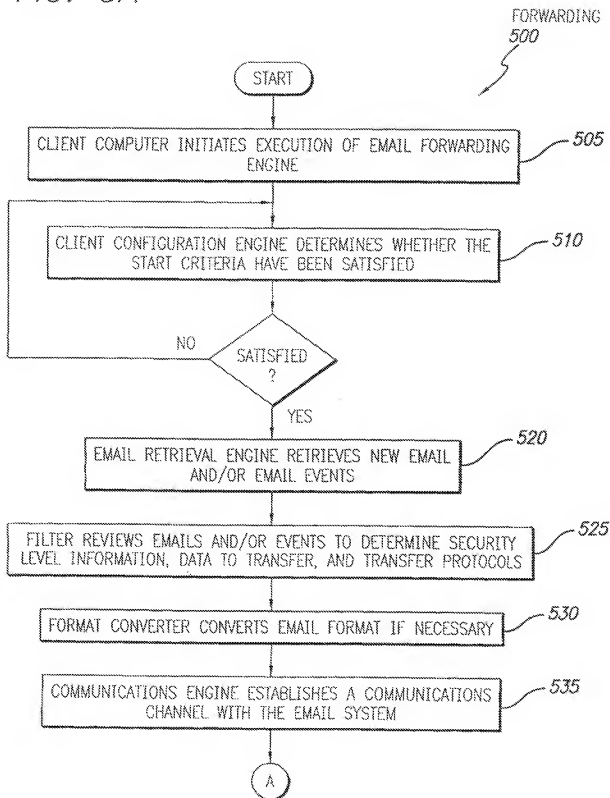 FORWARDING
500
START
CLIENT COMPUTER INITIATES EXECUTION OF EMAIL FORWARDING
ENGINE
505
CLIENT CONFIGURATION ENGINE DETERMINES WHETHER THE
START CRITERIA HAVE BEEN SATISFIED
510
NO
SATISFIED
?
YES
EMAIL RETRIEVAL ENGINE RETRIEVES NEW EMAIL
AND/OR EMAIL EVENTS
520
FILTER REVIEWS EMAILS AND/OR EVENTS TO DETERMINE SECURITY
LEVEL INFORMATION, DATA TO TRANSFER, AND TRANSFER PROTOCOLS
525
FORMAT CONVERTER CONVERTS EMAIL FORMAT IF NECESSARY
530
COMMUNICATIONS ENGINE ESTABLISHES A COMMUNICATIONS
CHANNEL WITH THE EMAIL SYSTEM
535
A